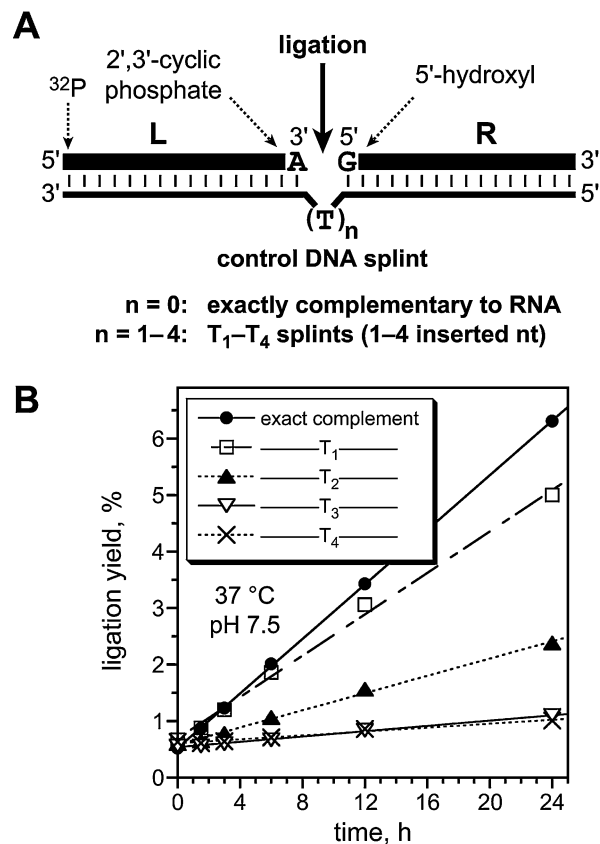 A
ligation
2',3'-cyclic
phosphate
5'-hydroxyl
32P
L
3'
5'
R
5'
A
G
3'
3'
(T)n
5'
control DNA splint
n = 0: exactly complementary to RNA
n = 1–4: T1–T4 splints (1–4 inserted nt)
B
exact complement
T1
T2
T3
T4
37 °C
pH 7.5
ligation yield, %
6
5
4
3
2
1
0
0
4
8
12
16
20
24
time, h